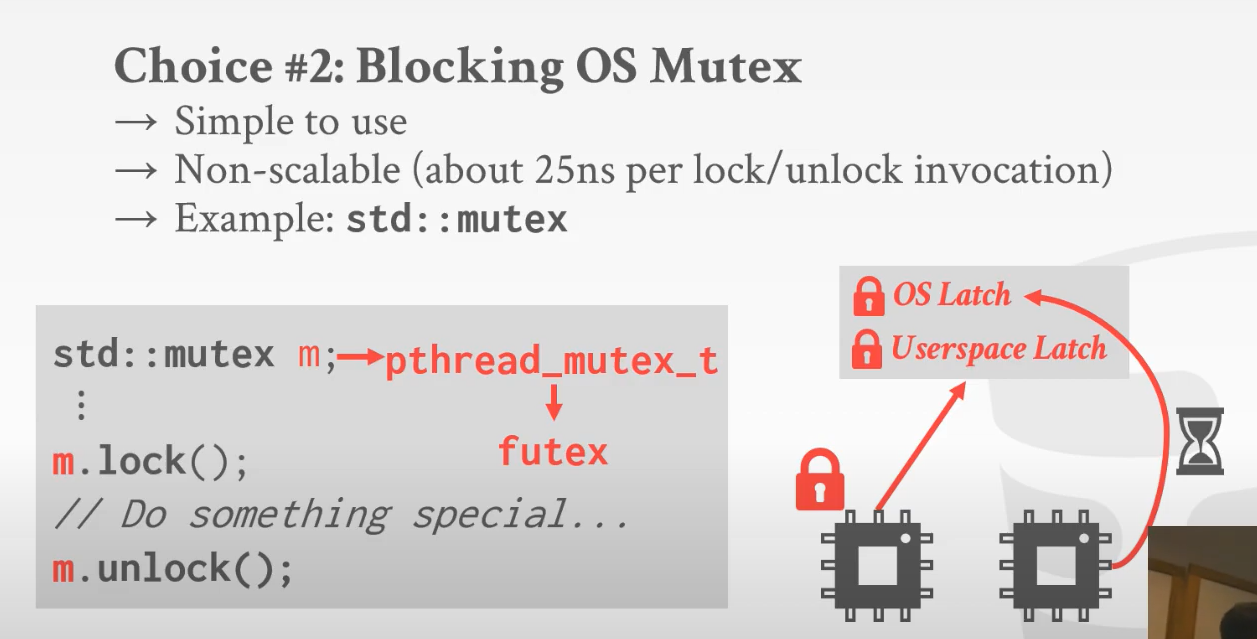 Choice #2: Blocking OS Mutex
→ Simple to use
→ Non-scalable (about 25ns per lock/unlock invocation)
→ Example: std::mutex
std::mutex m;→pthread_mutex_t
⋮
futex
m.lock();
// Do something special...
m.unlock();
OS Latch
Userspace Latch